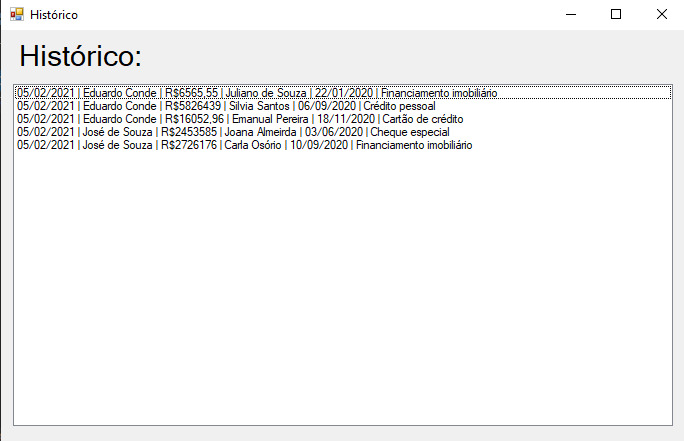 Histórico
Histórico:
05/02/2021 | Eduardo Conde | R$6565,55 | Juliano de Souza | 22/01/2020 | Financiamento imobiliário
05/02/2021 | Eduardo Conde | R$5826439 | Silvia Santos | 06/09/2020 | Crédito pessoal
05/02/2021 | Eduardo Conde | R$16052,96 | Emanual Pereira | 18/11/2020 | Cartão de crédito
05/02/2021 | José de Souza | R$2453585 | Joana Almeirda | 03/06/2020 | Cheque especial
05/02/2021 | José de Souza | R$2726176 | Carla Osório | 10/09/2020 | Financiamento imobiliário